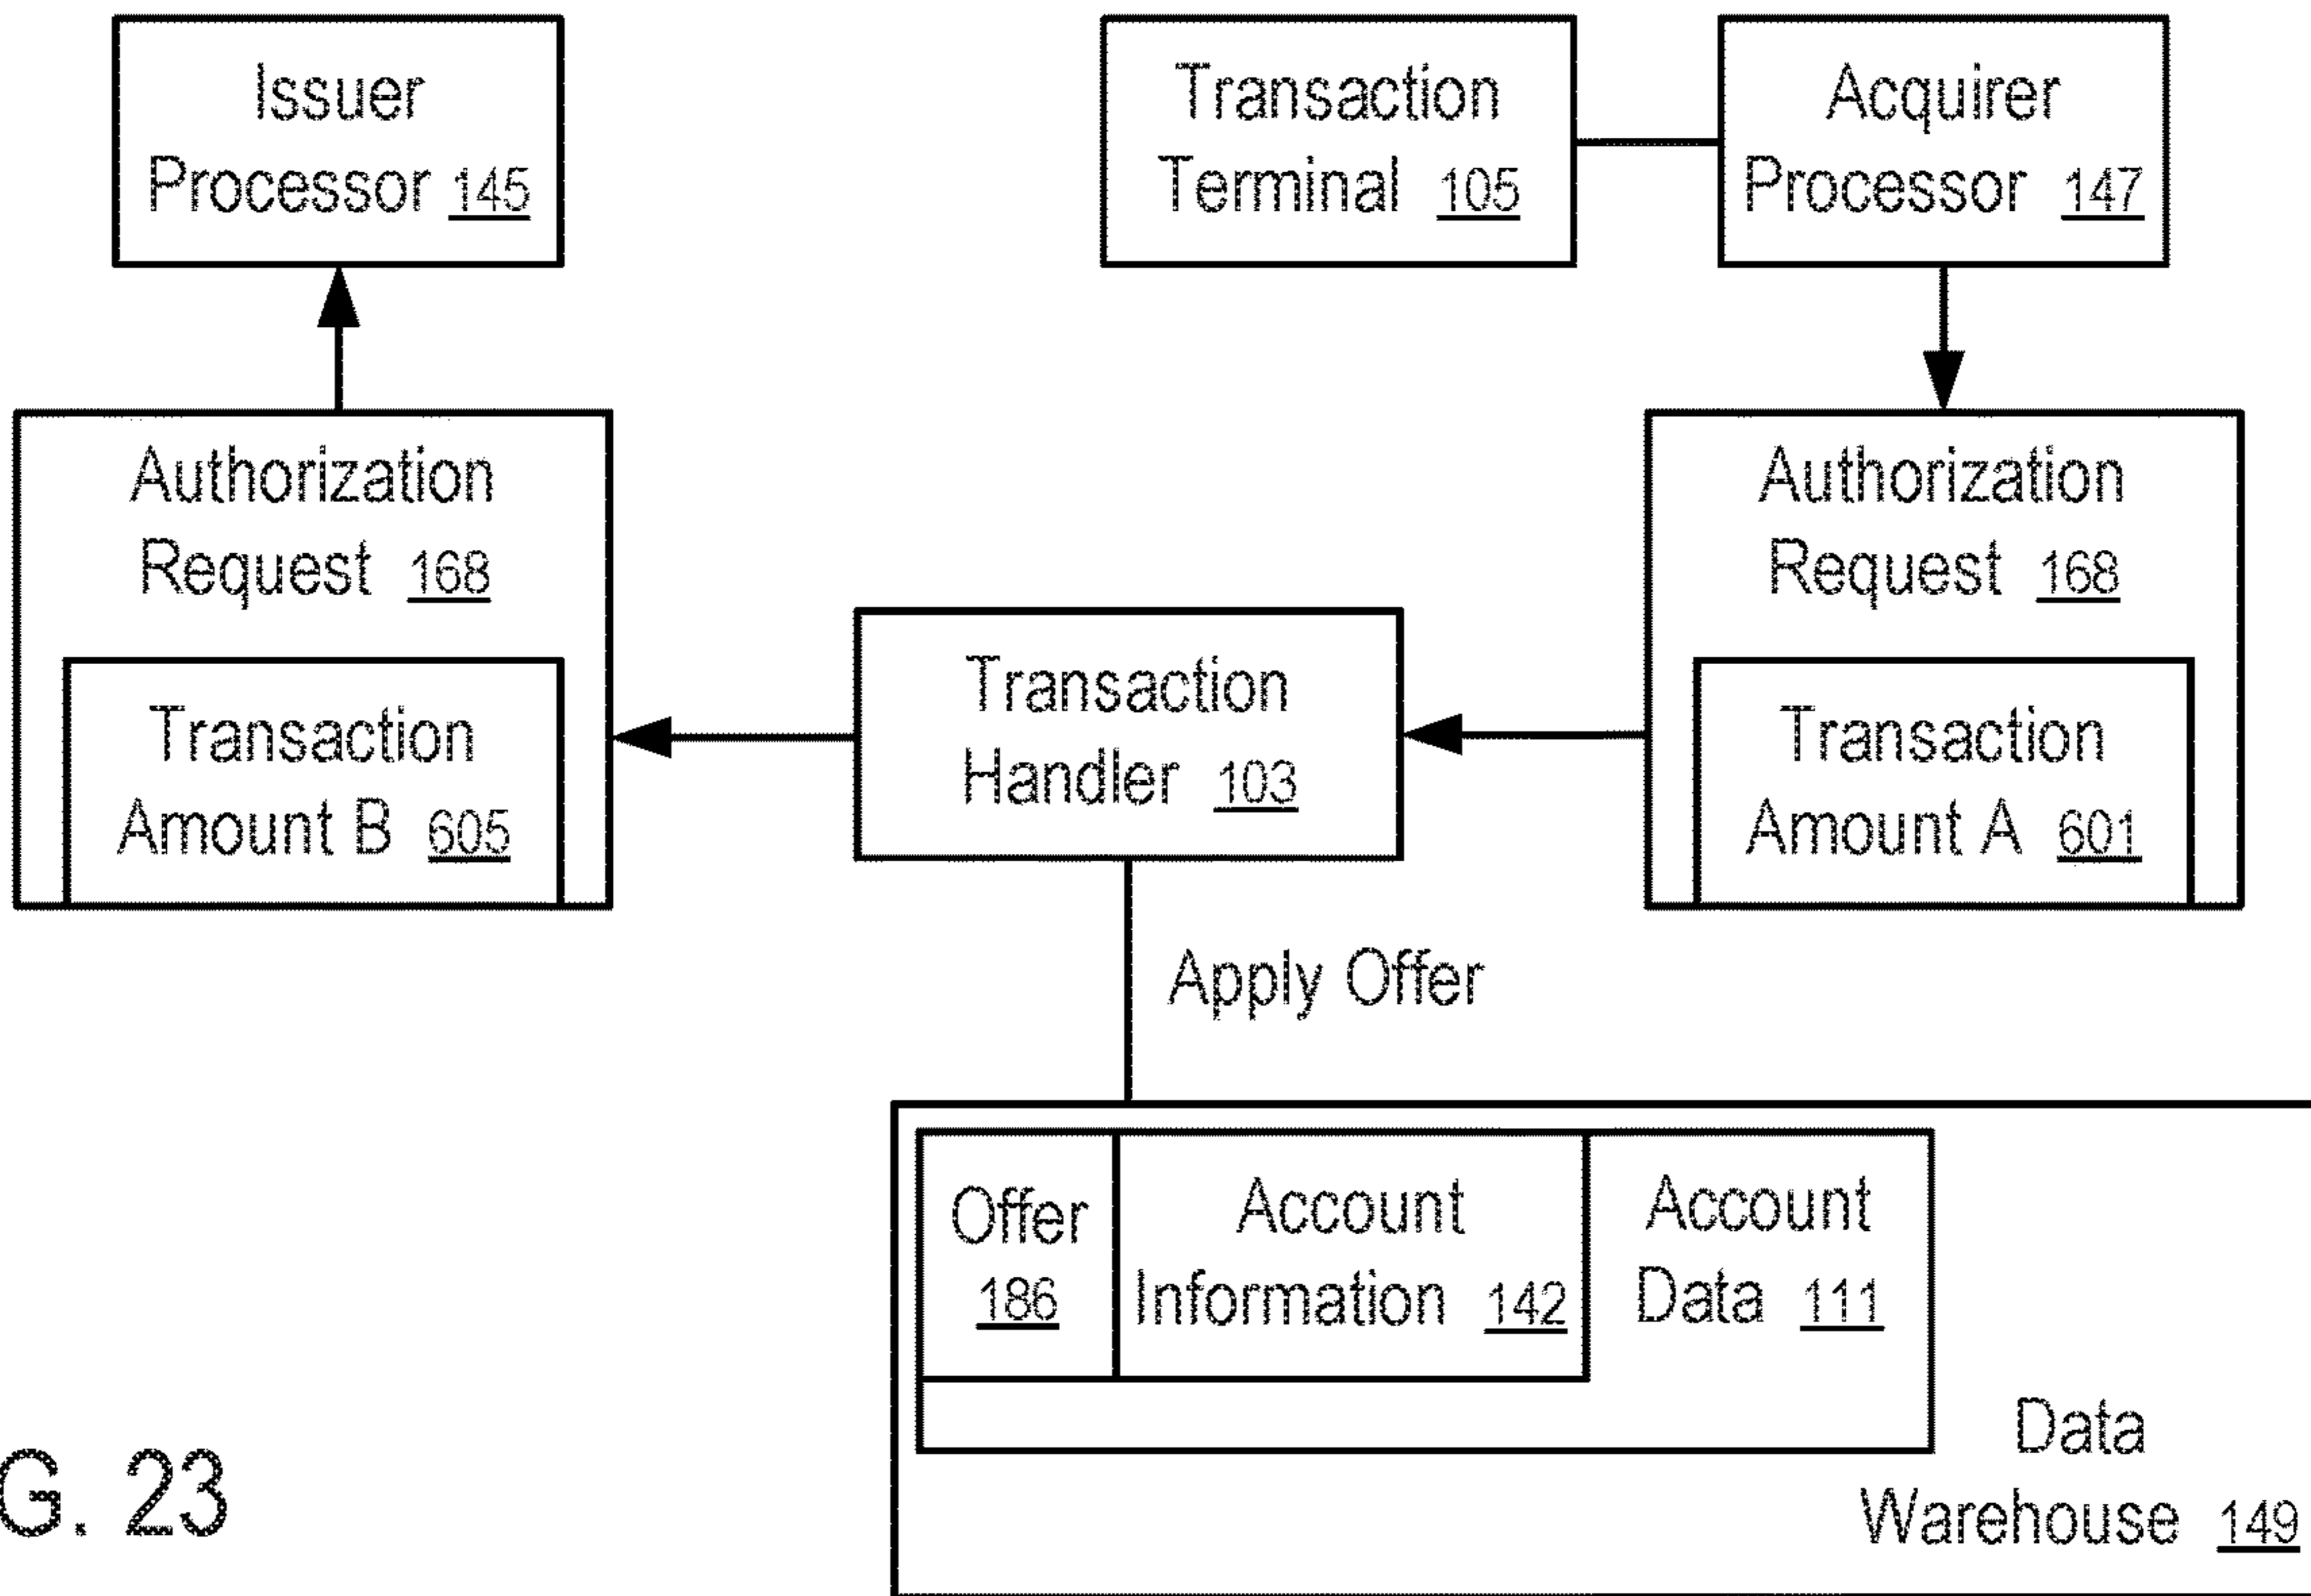 Issuer
Processor 145
Transaction
Terminal 105
Acquirer
Processor 147
Authorization
Request 168
Transaction
Amount B 605
Transaction
Handler 103
Authorization
Request 168
Transaction
Amount A 601
Apply Offer
Offer
186
Account
Information 142
Account
Data 111
Data
Warehouse 149
G. 23